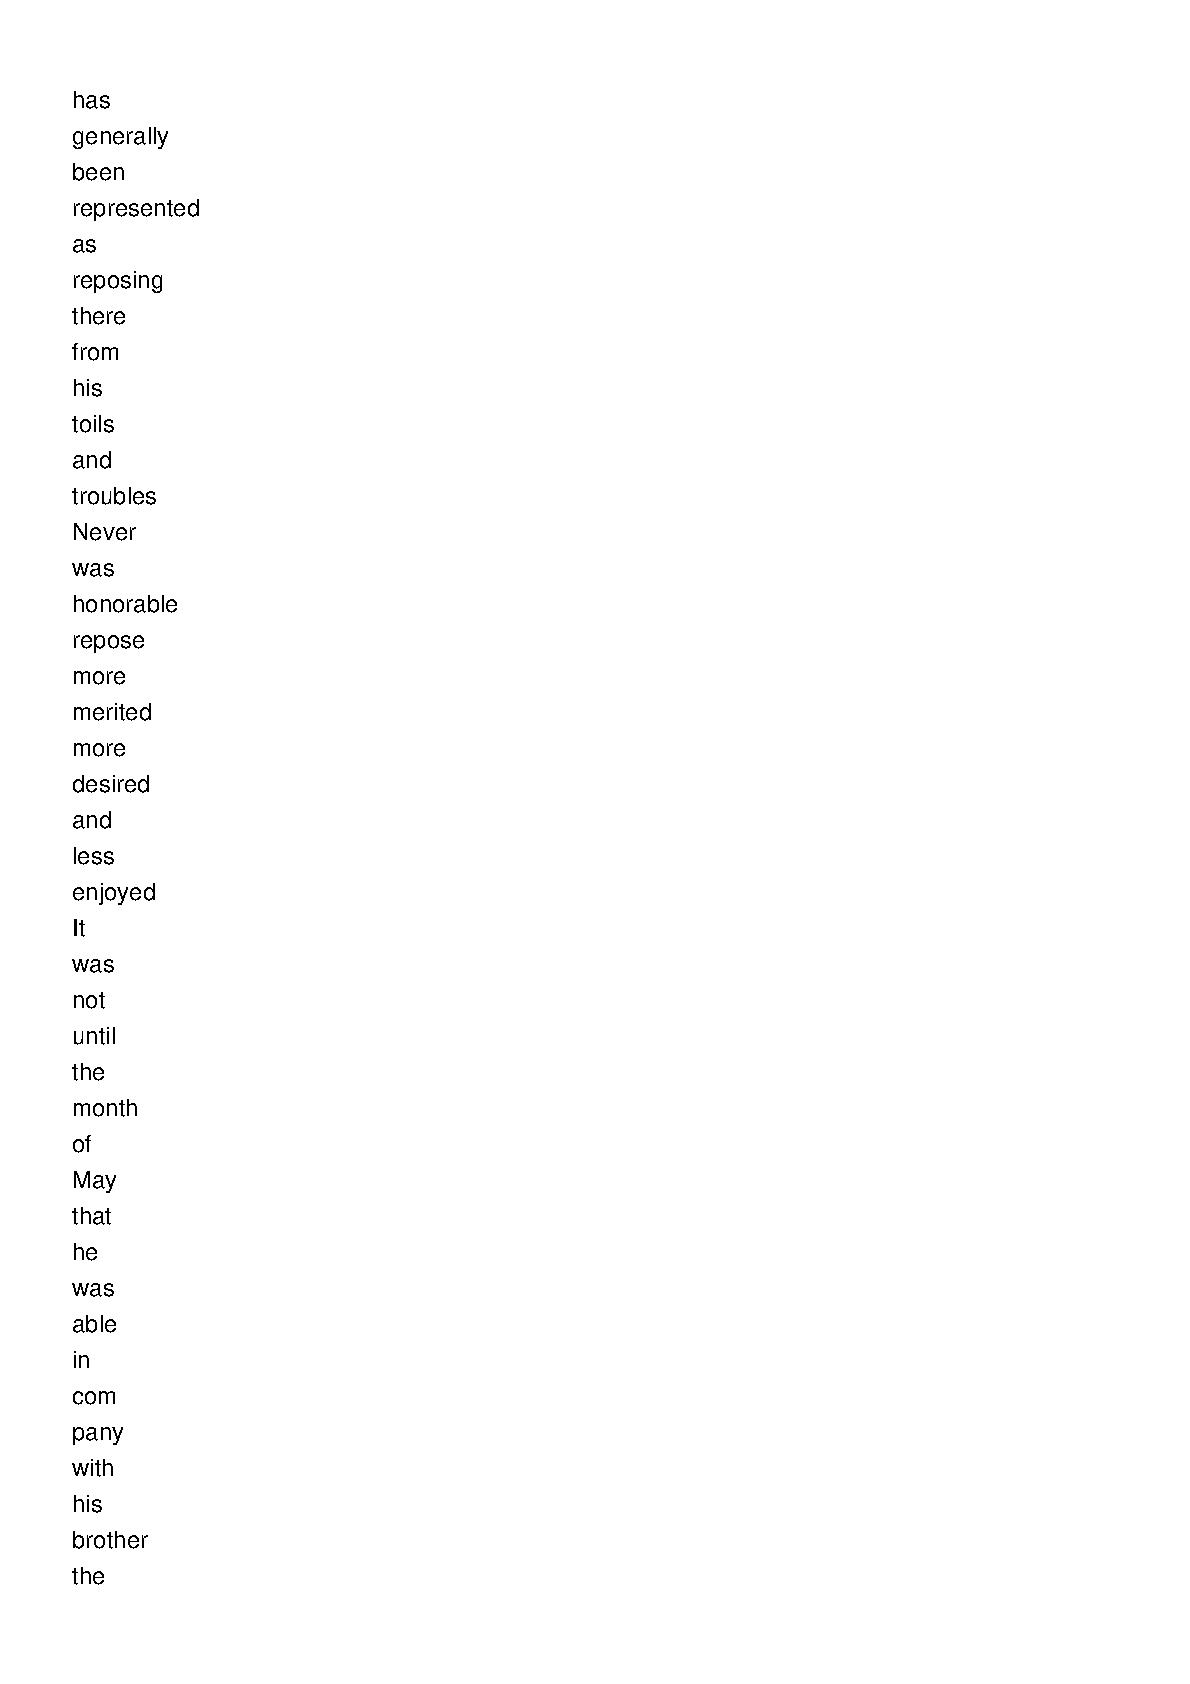 has
generally
been
represented
as
reposing
there
from
his
toils
and
troubles
Never
was
honorable
repose
more
merited
more
desired
and
less
enjoyed
It
was
not
until
the
month
of
May
that
he
was
able
in
com
pany
with
his
brother
the